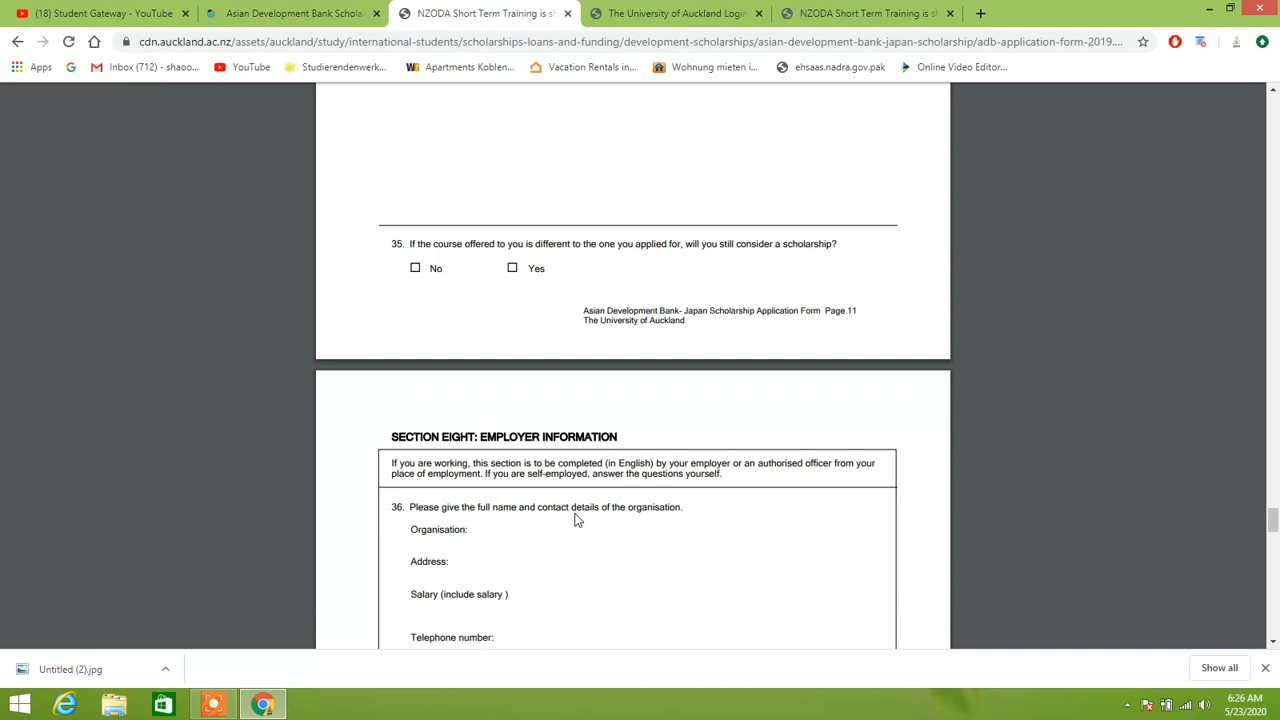 (18) Student Gateway - YouTube
Asian Development Bank Scholar
NZODA Short Term Training is sh
The University of Auckland Login
NZODA Short Term Training is sh
cdn.auckland.ac.nz/assets/auckland/study/international-students/scholarships-loans-and-funding/development-scholarships/asian-development-bank-japan-scholarship/adb-application-form-2019....
Apps
Inbox (712) - shaoo...
YouTube
Studierendenwerk...
Apartments Koblen...
Vacation Rentals in...
Wohnung mieten i...
ehsaas.nadra.gov.pak
Online Video Editor...
35. If the course offered to you is different to the one you applied for, will you still consider a scholarship?
No Yes
Asian Development Bank- Japan Scholarship Application Form Page 11
The University of Auckland
SECTION EIGHT: EMPLOYER INFORMATION
If you are working, this section is to be completed (in English) by your employer or an authorised officer from your
place of employment. If you are self-employed, answer the questions yourself.
36. Please give the full name and contact details of the organisation.
Organisation:
Address:
Salary (include salary )
Telephone number:
Untitled (2).jpg
Show all
6:26 AM
5/23/2020